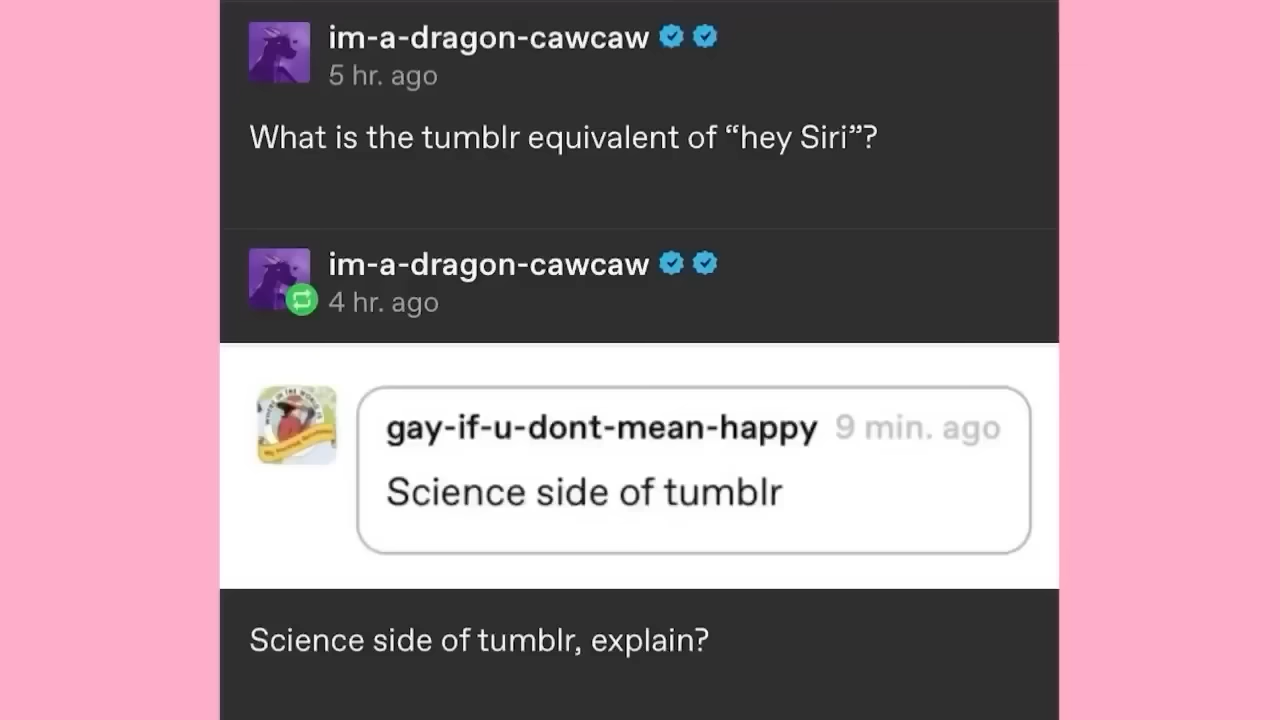 im-a-dragon-cawcaw
5 hr. ago
What is the tumblr equivalent of “hey Siri”?
im-a-dragon-cawcaw
4 hr. ago
gay-if-u-dont-mean-happy 9 min. ago
Science side of tumblr
Science side of tumblr, explain?